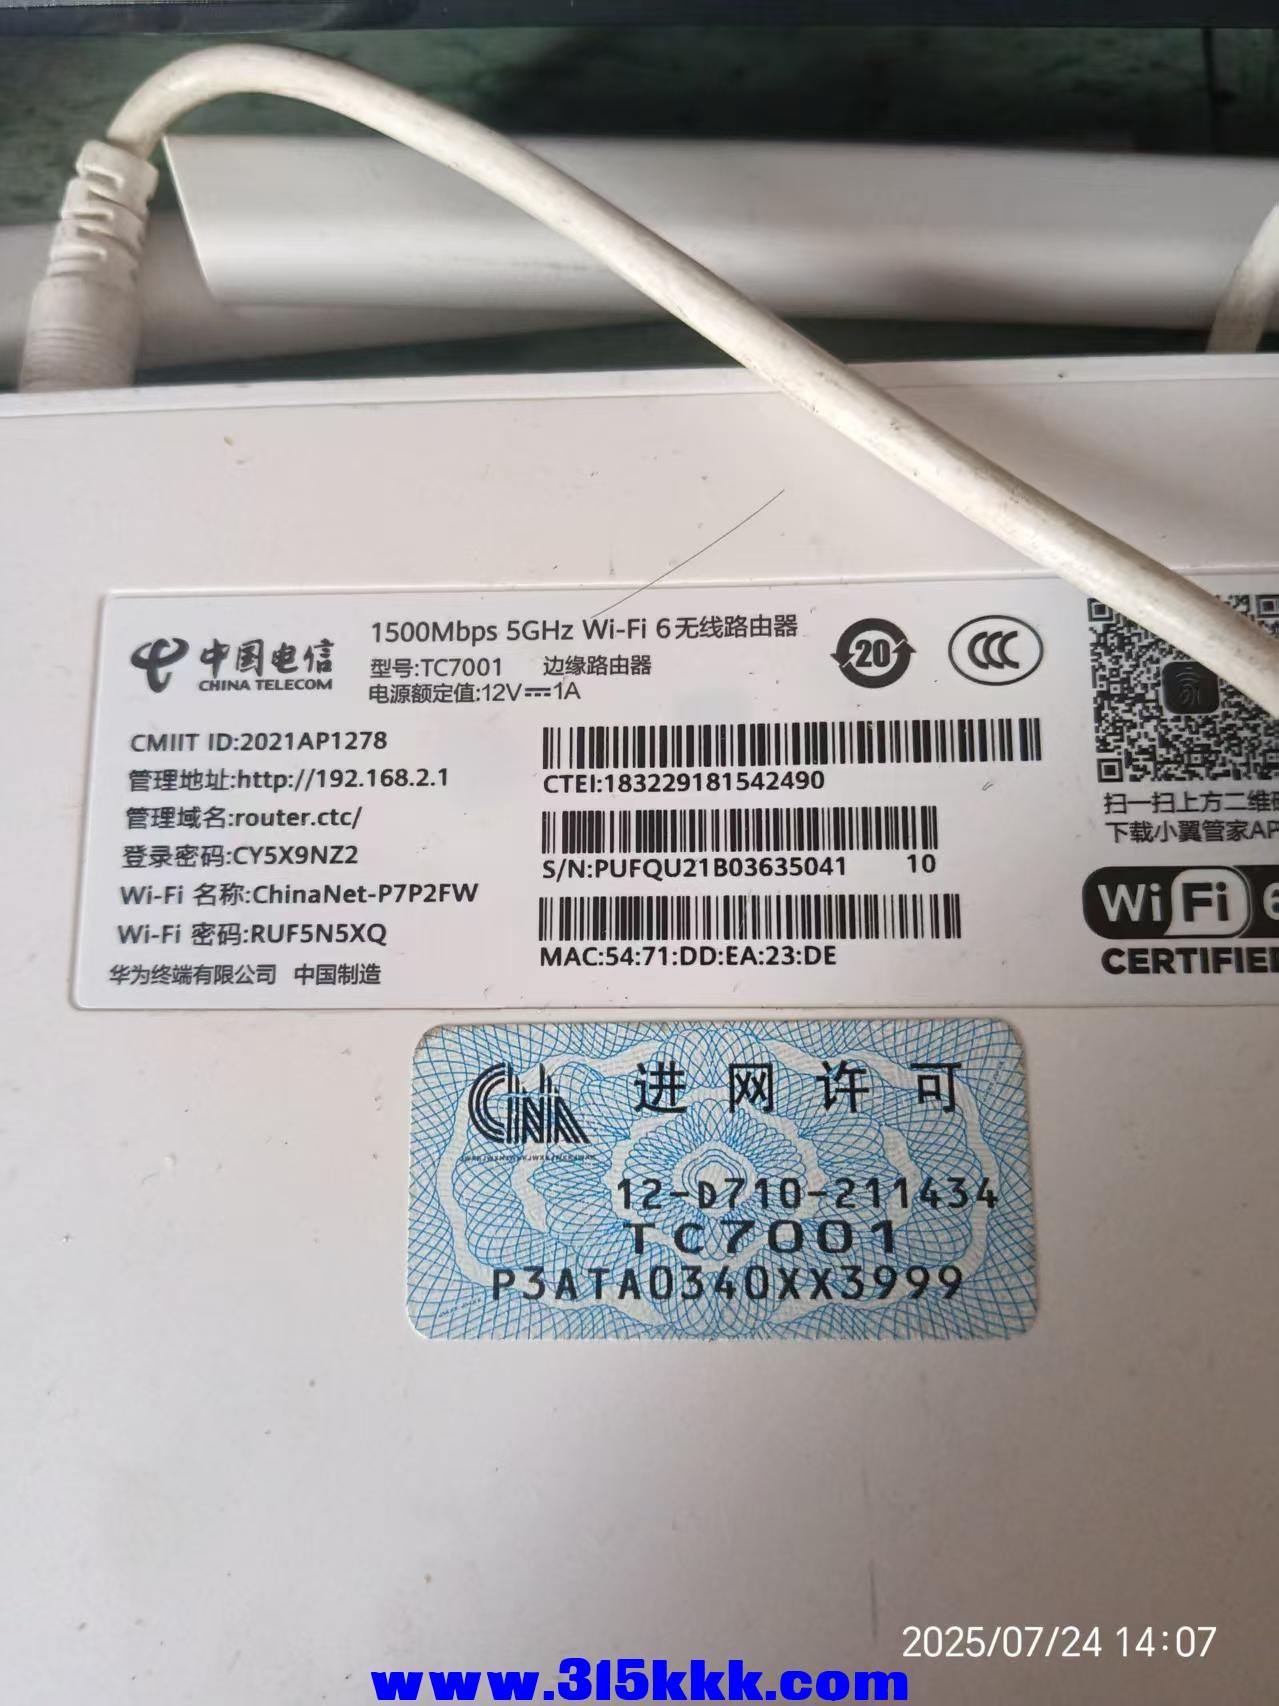 中国电信
CHINA TELECOM
1500Mbps 5GHz Wi-Fi 6无线路由器
型号:TC7001 边缘路由器
电源额定值:12V⎓1A
20
CMIIT ID:2021AP1278
管理地址:http://192.168.2.1
管理域名:router.ctc/
登录密码:CY5X9NZ2
Wi-Fi 名称:ChinaNet-P7P2FW
Wi-Fi 密码:RUF5N5XQ
华为终端有限公司 中国制造
CTEI:183229181542490
S/N:PUFQU21B03635041 10
MAC:54:71:DD:EA:23:DE
扫一扫上方二维码
下载小翼管家AP
Wi Fi 6
CERTIFIED
进网许可
12-D710-211434
TC7001
P3ATA0340XX3999
2025/07/24 14:07
www.315kkk.com